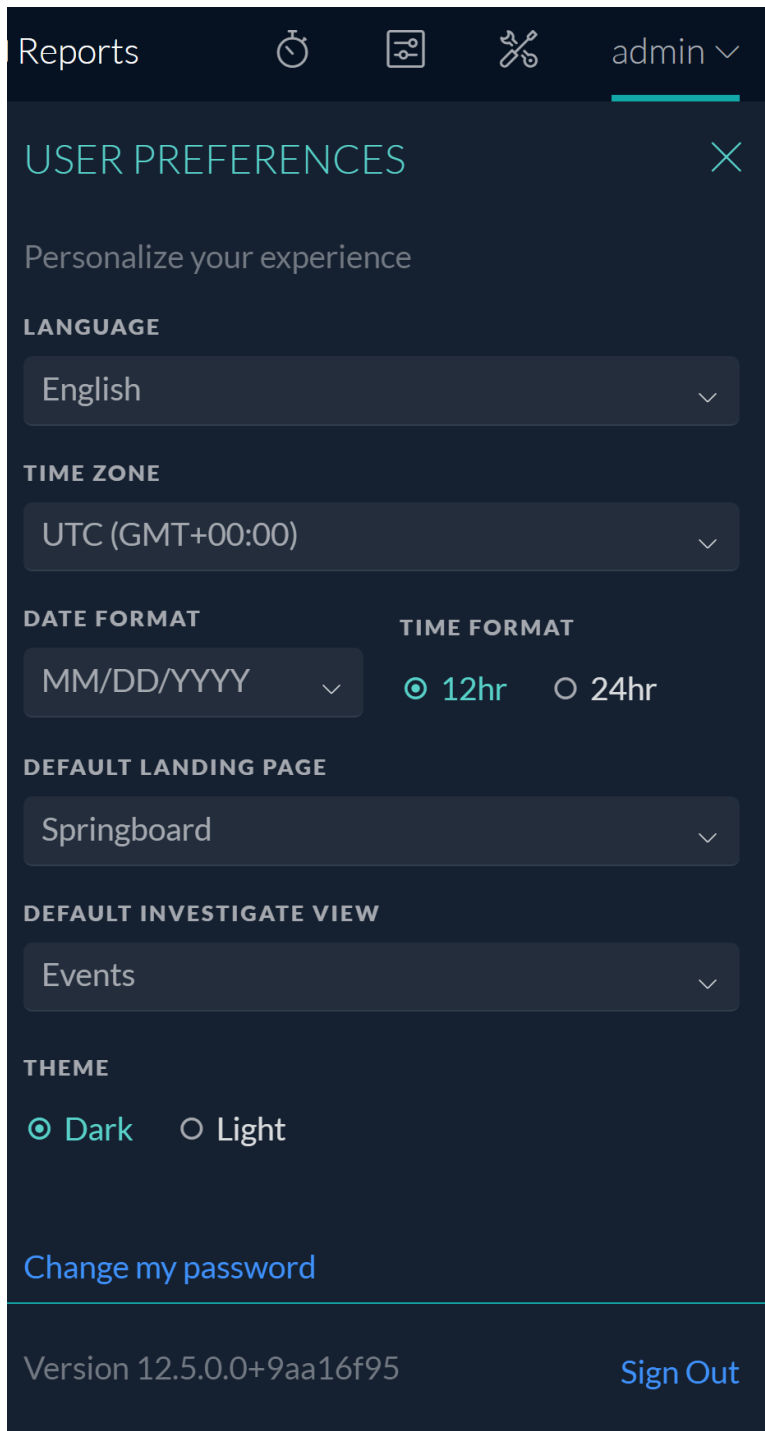 Reports admin
USER PREFERENCES
Personalize your experience
LANGUAGE
English
TIME ZONE
UTC (GMT+00:00)
DATE FORMAT
MM/DD/YYYY
TIME FORMAT
12hr 24hr
DEFAULT LANDING PAGE
Springboard
DEFAULT INVESTIGATE VIEW
Events
THEME
Dark Light
Change my password
Version 12.5.0.0+9aa16f95
Sign Out